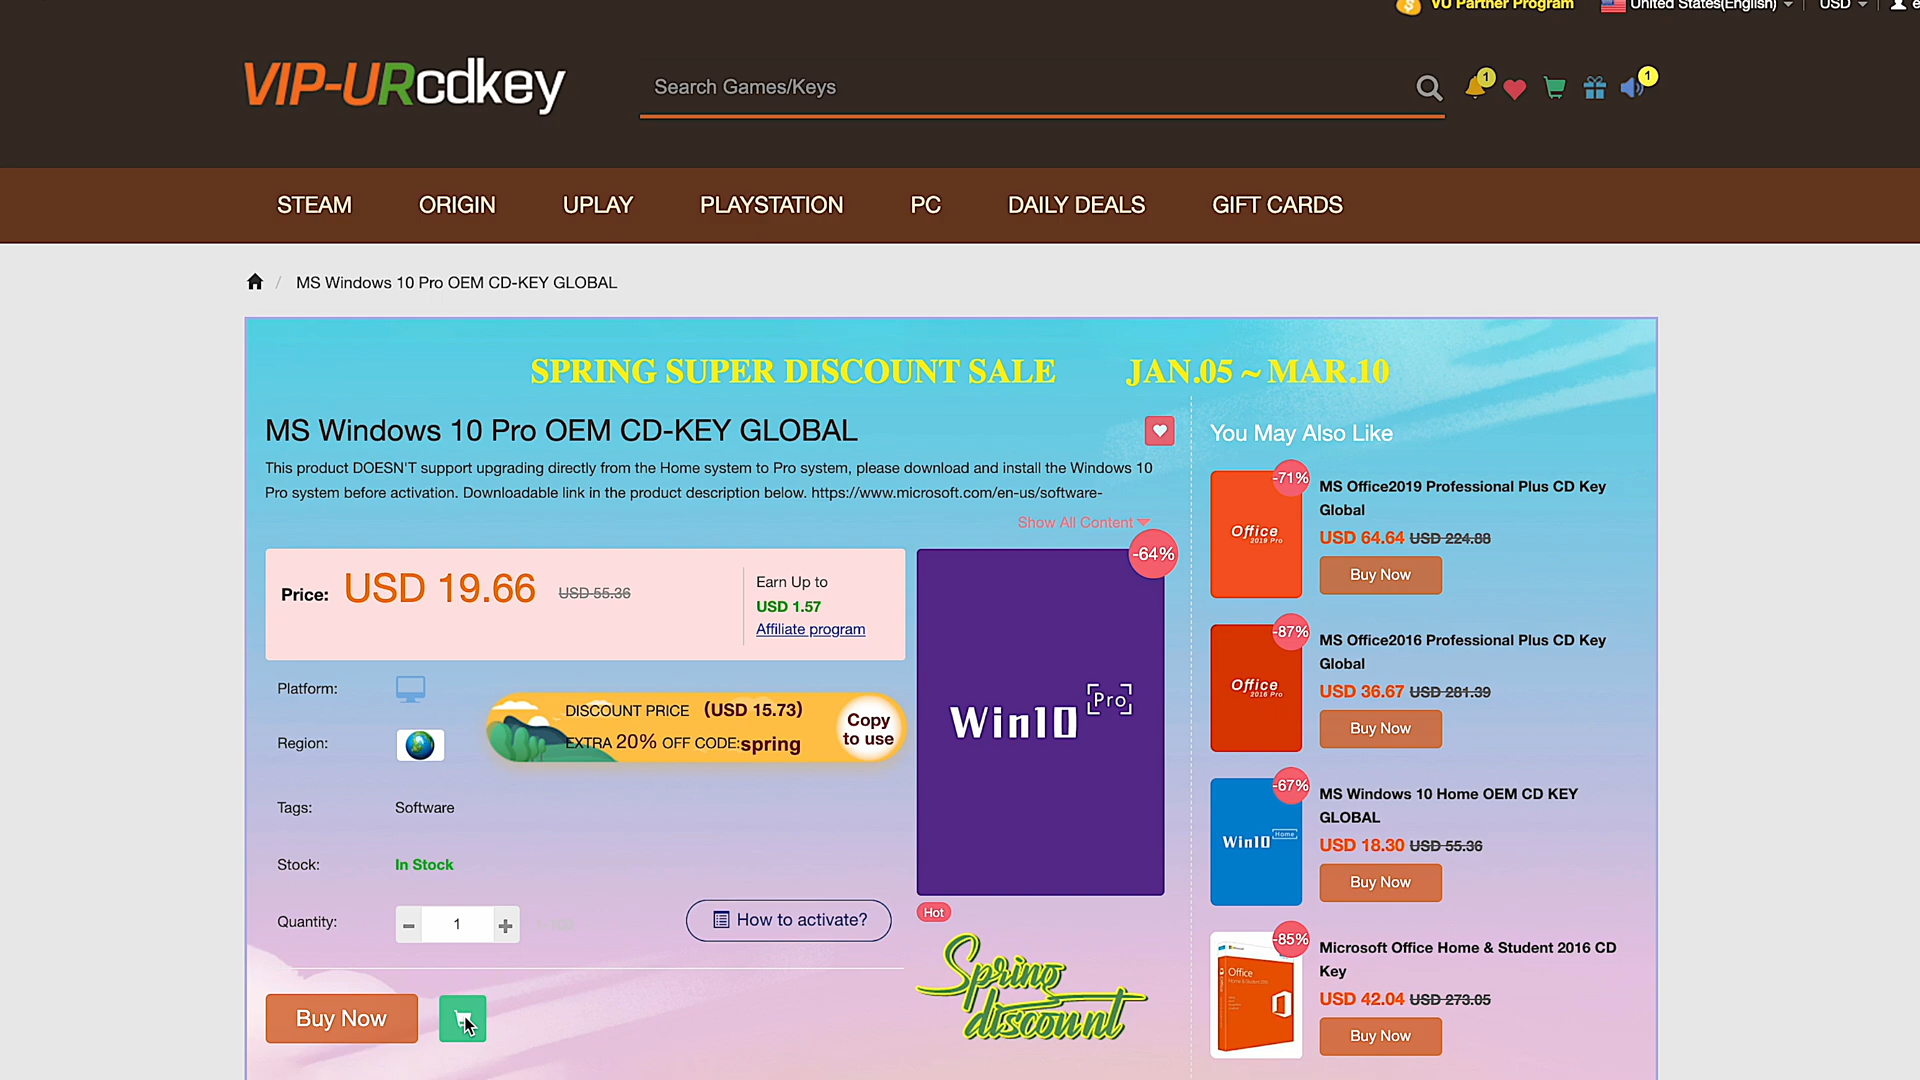 VU Partner Program
United States(English)
USD
VIP-URcdkey
Search Games/Keys
1
1
STEAM
ORIGIN
UPLAY
PLAYSTATION
PC
DAILY DEALS
GIFT CARDS
/ MS Windows 10 Pro OEM CD-KEY GLOBAL
SPRING SUPER DISCOUNT SALE JAN.05 ~ MAR.10
MS Windows 10 Pro OEM CD-KEY GLOBAL
This product DOESN'T support upgrading directly from the Home system to Pro system, please download and install the Windows 10
Pro system before activation. Downloadable link in the product description below. https://www.microsoft.com/en-us/software-
Show All Content
Price: USD 19.66 USD 55.36
Earn Up to
USD 1.57
Affiliate program
Platform:
DISCOUNT PRICE (USD 15.73)
EXTRA 20% OFF CODE:spring
Copy
to use
Region:
Tags: Software
Stock: In Stock
Quantity: 1
How to activate?
Buy Now
-64%
Win10 Pro
Hot
Spring
discount
You May Also Like
-71%
Office
2019 Pro
MS Office2019 Professional Plus CD Key
Global
USD 64.64 USD 224.88
Buy Now
-87%
Office
2016 Pro
MS Office2016 Professional Plus CD Key
Global
USD 36.67 USD 281.39
Buy Now
-67%
Win10 Home
MS Windows 10 Home OEM CD KEY
GLOBAL
USD 18.30 USD 55.36
Buy Now
-85%
Office
Home & Student 2016
Microsoft Office Home & Student 2016 CD
Key
USD 42.04 USD 273.05
Buy Now